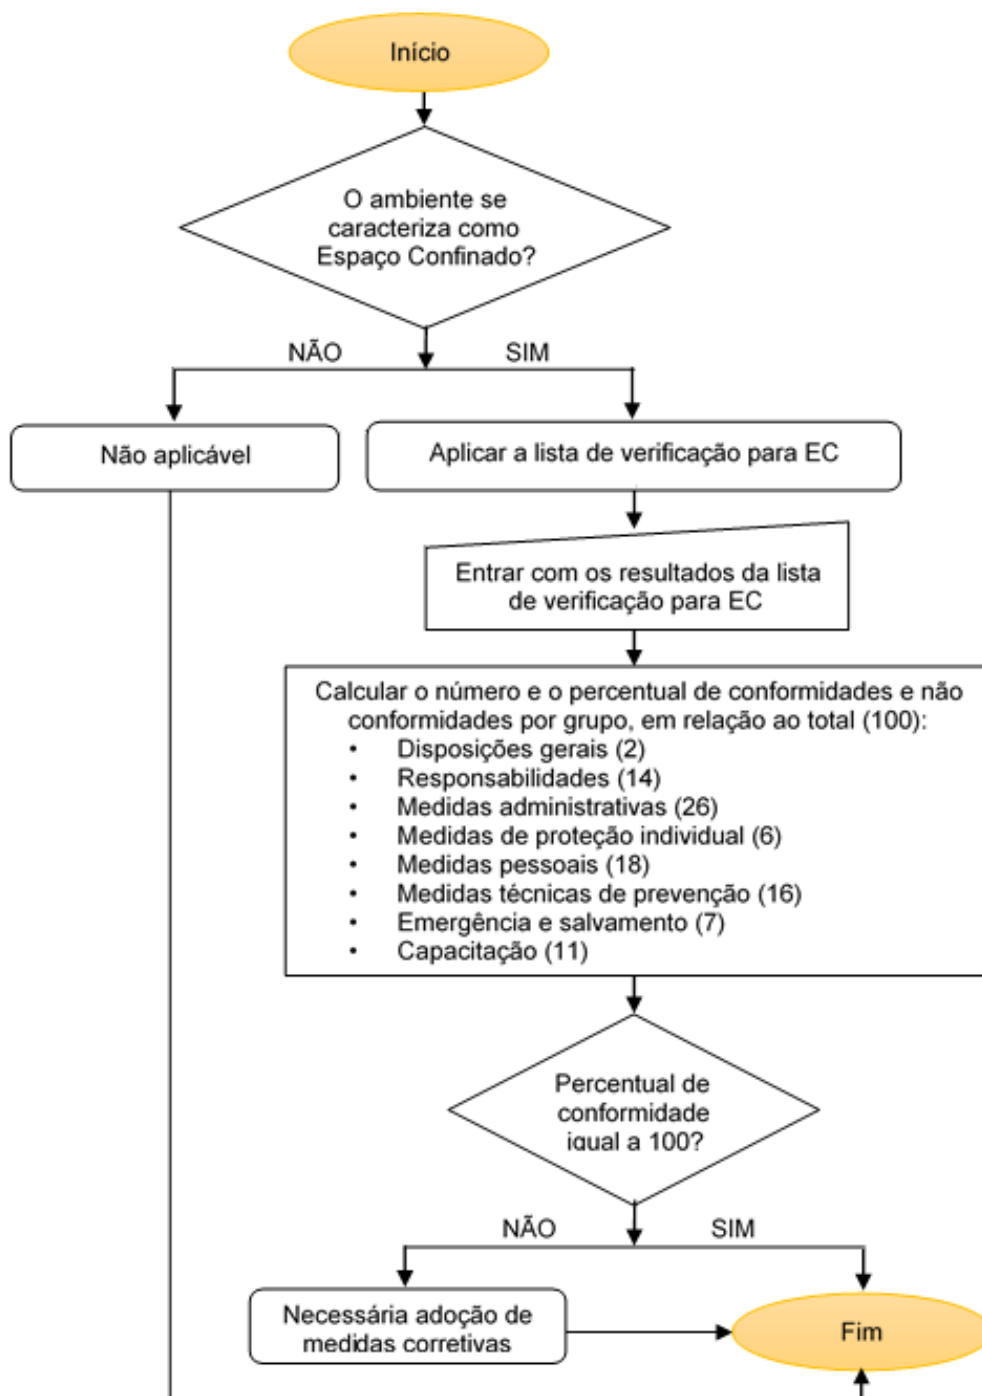 Início
O ambiente se
caracteriza como
Espaço Confinado?
NÃO
SIM
Não aplicável
Aplicar a lista de verificação para EC
Entrar com os resultados da lista
de verificação para EC
Calcular o número e o percentual de conformidades e não
conformidades por grupo, em relação ao total (100):
• Disposições gerais (2)
• Responsabilidades (14)
• Medidas administrativas (26)
• Medidas de proteção individual (6)
• Medidas pessoais (18)
• Medidas técnicas de prevenção (16)
• Emergência e salvamento (7)
• Capacitação (11)
Percentual de
conformidade
igual a 100?
NÃO
SIM
Necessária adoção de
medidas corretivas
Fim